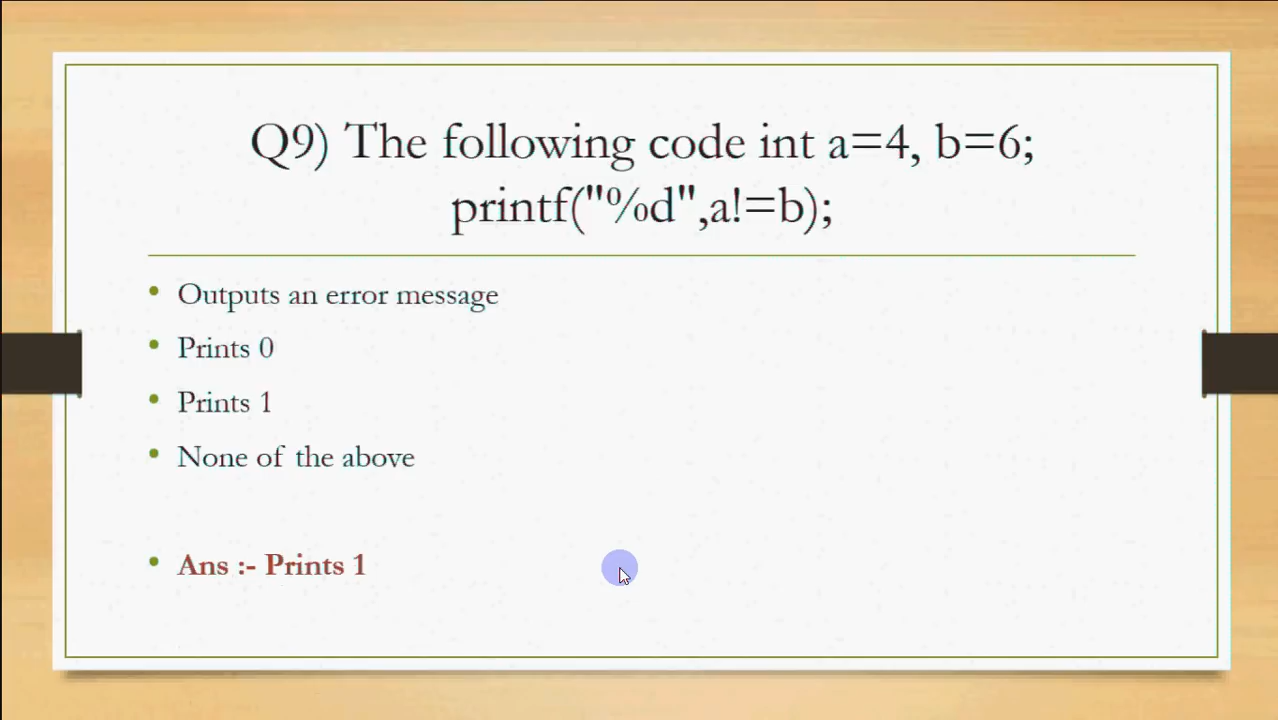 Q9) The following code int a=4, b=6;
printf("%d",a!=b);
Outputs an error message
Prints 0
Prints 1
None of the above
Ans :- Prints 1